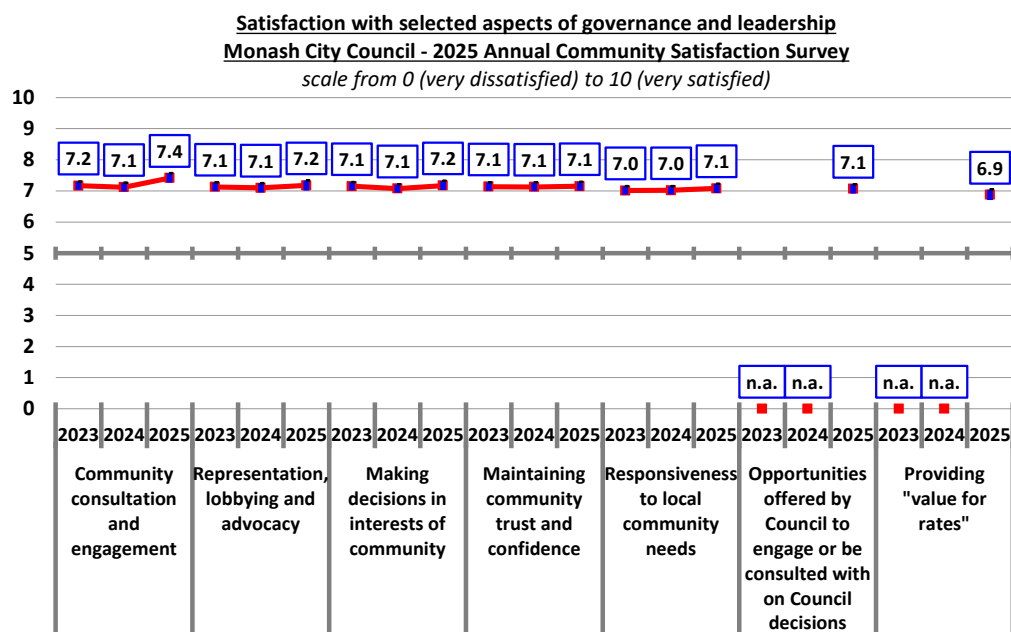 Satisfaction with selected aspects of governance and leadership
Monash City Council - 2025 Annual Community Satisfaction Survey
scale from 0 (very dissatisfied) to 10 (very satisfied)
10
9
8
7
6
5
4
3
2
1
0
7.2 7.1 7.4 7.1 7.1 7.2 7.1 7.1 7.2 7.1 7.1 7.1 7.0 7.0 7.1 7.1 6.9
n.a. n.a. n.a. n.a.
2023 2024 2025 2023 2024 2025 2023 2024 2025 2023 2024 2025 2023 2024 2025 2023 2024 2025 2023 2024 2025
Community
consultation
and
engagement
Representation,
lobbying and
advocacy
Making
decisions in
interests of
community
Maintaining
community
trust and
confidence
Responsiveness
to local
community
needs
Opportunities
offered by
Council to
engage or be
consulted with
on Council
decisions
Providing
"value for
rates"